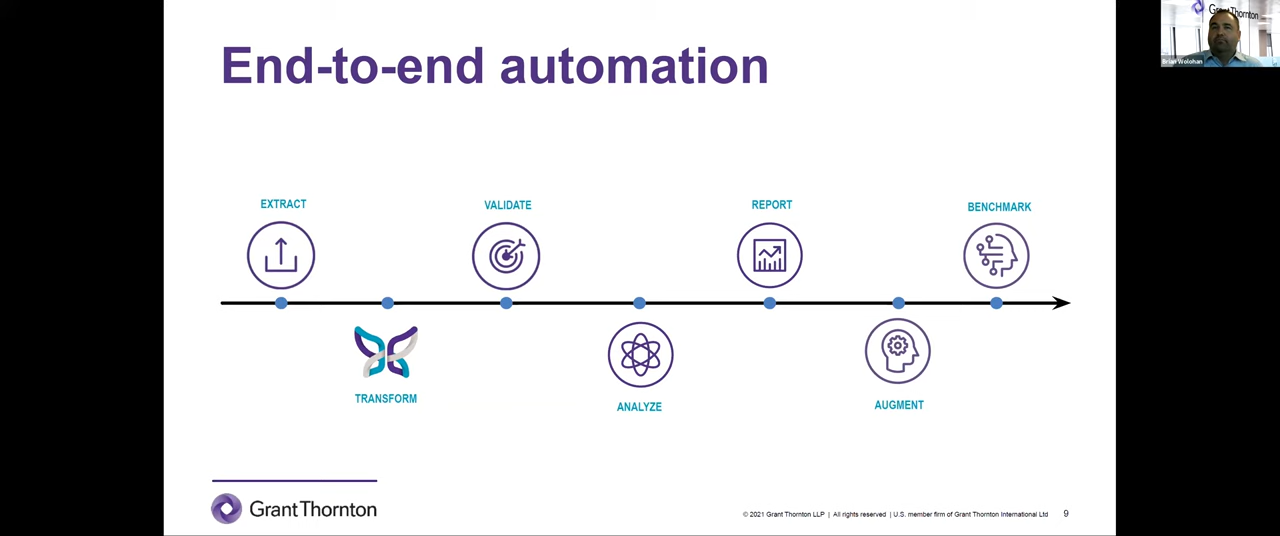 End-to-end automation
EXTRACT
VALIDATE
REPORT
BENCHMARK
TRANSFORM
ANALYZE
AUGMENT
Grant Thornton
© 2021 Grant Thornton LLP | All rights reserved | U.S. member firm of Grant Thornton International Ltd
9
Grant Thornton
Brian Wolohan